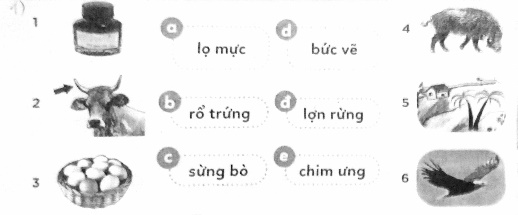 1
a lọ mực
d bức vẽ
4
2
b rổ trứng
đ lợn rừng
5
3
c sừng bò
e chim ưng
6